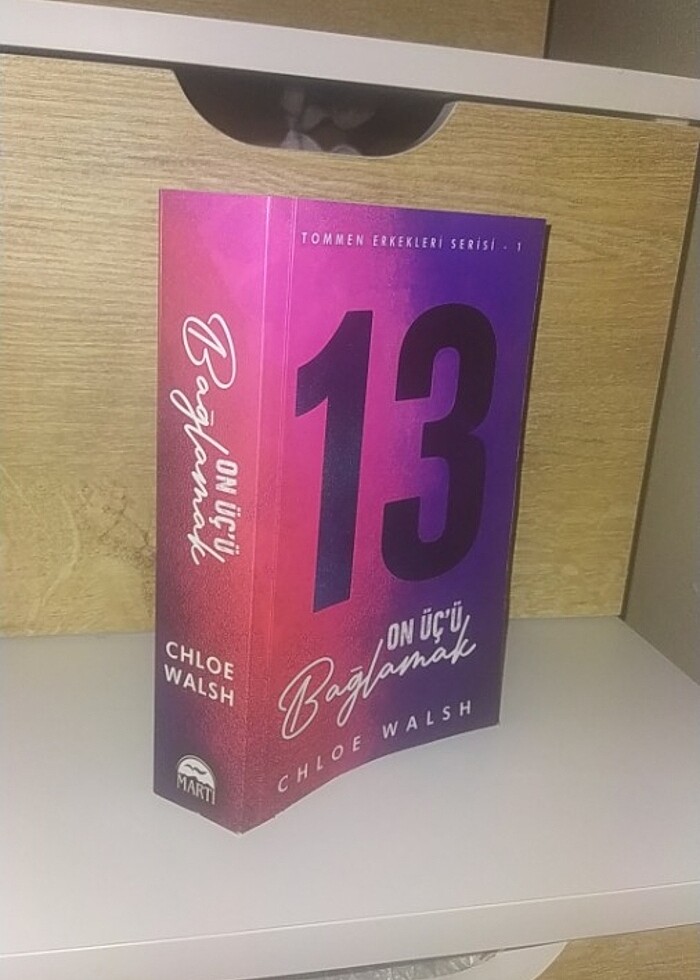 Bağlamak
ON ÜÇ'Ü
CHLOE
WALSH
MARTI
TOMMEN ERKEKLERİ SERİSİ - 1
13
ON ÜÇ'Ü
Bağlamak
CHLOE WALSH